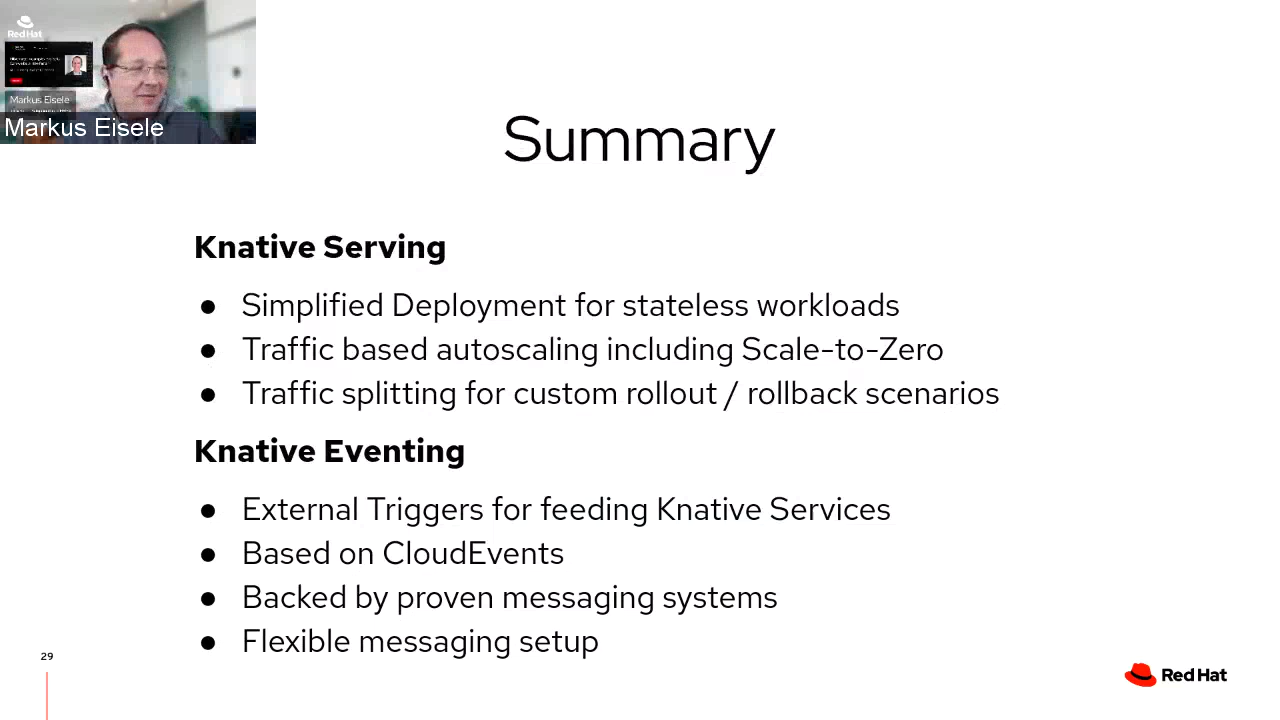 Red Hat
Markus Eisele
Markus Eisele
Summary
Knative Serving
● Simplified Deployment for stateless workloads
● Traffic based autoscaling including Scale-to-Zero
● Traffic splitting for custom rollout / rollback scenarios
Knative Eventing
● External Triggers for feeding Knative Services
● Based on CloudEvents
● Backed by proven messaging systems
● Flexible messaging setup
29
Red Hat